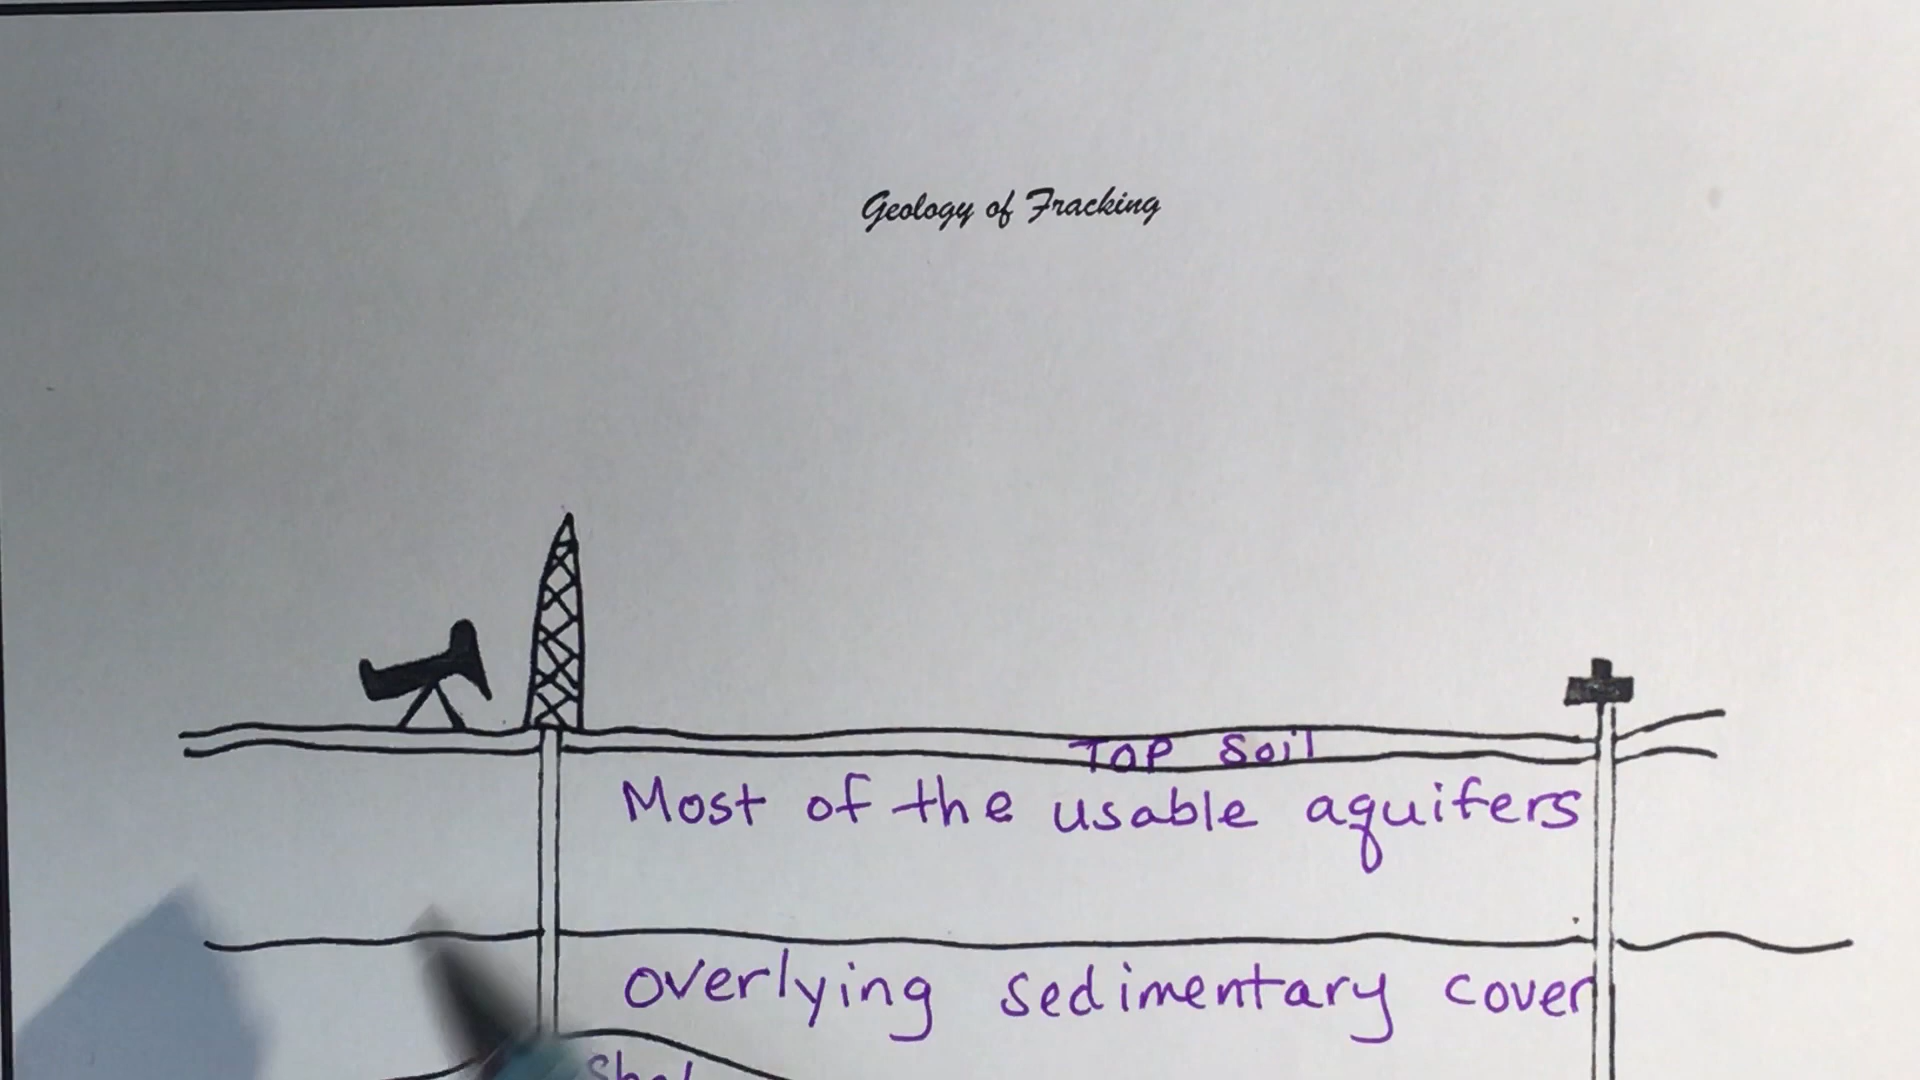 Geology of Fracking
TOP Soil
Most of the usable aquifers
overlying sedimentary cover